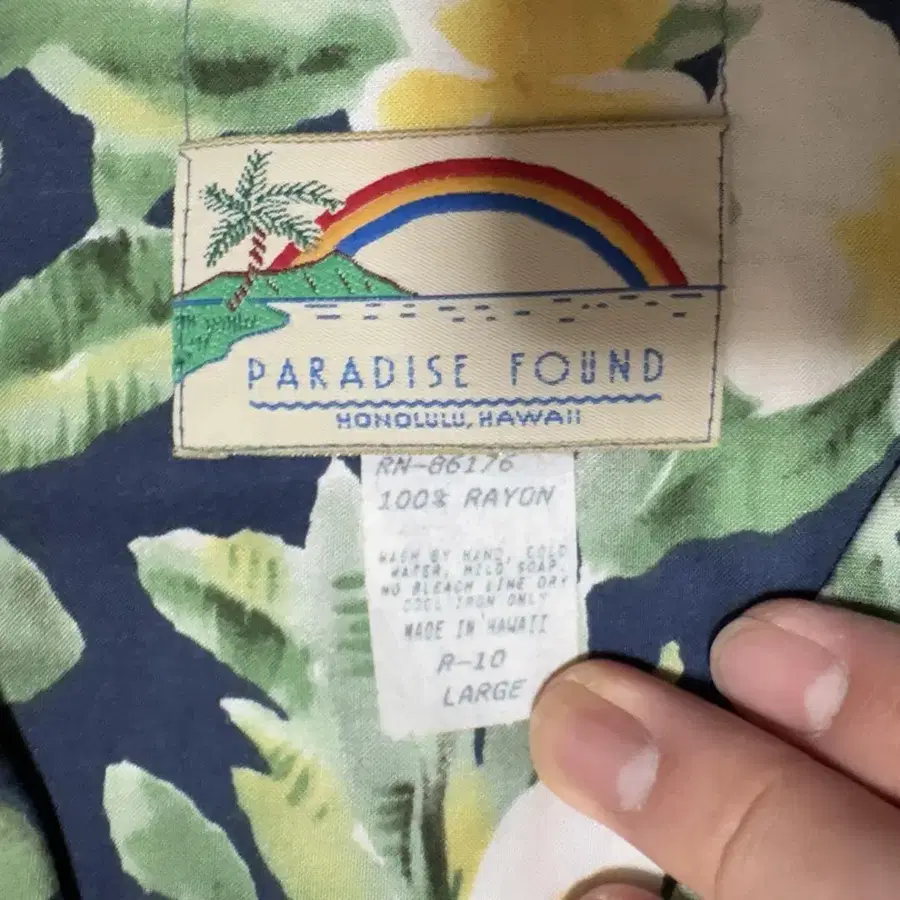 PARADISE FOUND
HONOLULU, HAWAII
RN-86176
100% RAYON
WASH BY HAND, COLD
WATER, MILD SOAP.
NO BLEACH LINE DRY
COOL IRON ONLY
MADE IN HAWAII
R-10
LARGE